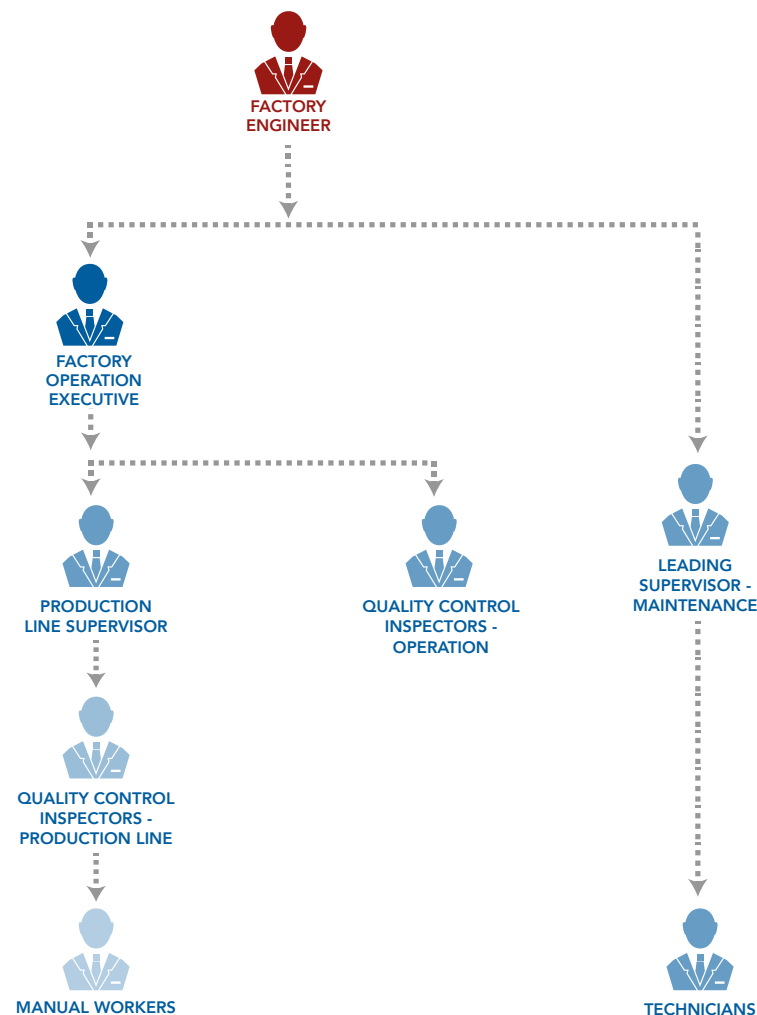 FACTORY
ENGINEER
FACTORY
OPERATION
EXECUTIVE
PRODUCTION
LINE SUPERVISOR
QUALITY CONTROL
INSPECTORS -
OPERATION
LEADING
SUPERVISOR -
MAINTENANCE
QUALITY CONTROL
INSPECTORS -
PRODUCTION LINE
MANUAL WORKERS
TECHNICIANS